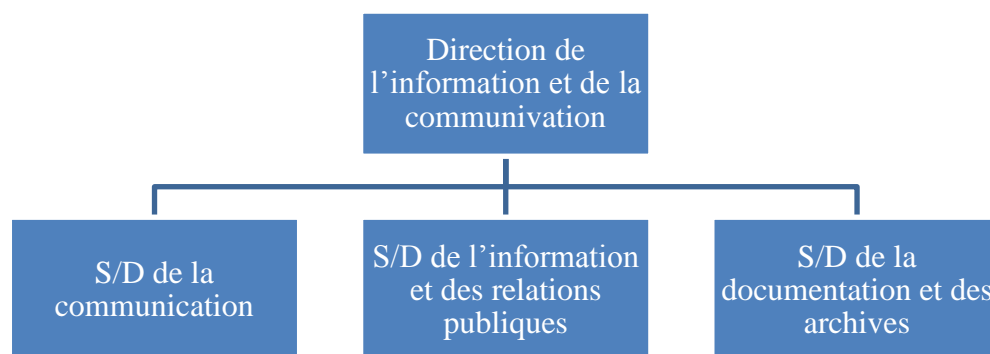 Direction de
l’information et de la
communivation
S/D de la
communication
S/D de l’information
et des relations
publiques
S/D de la
documentation et des
archives